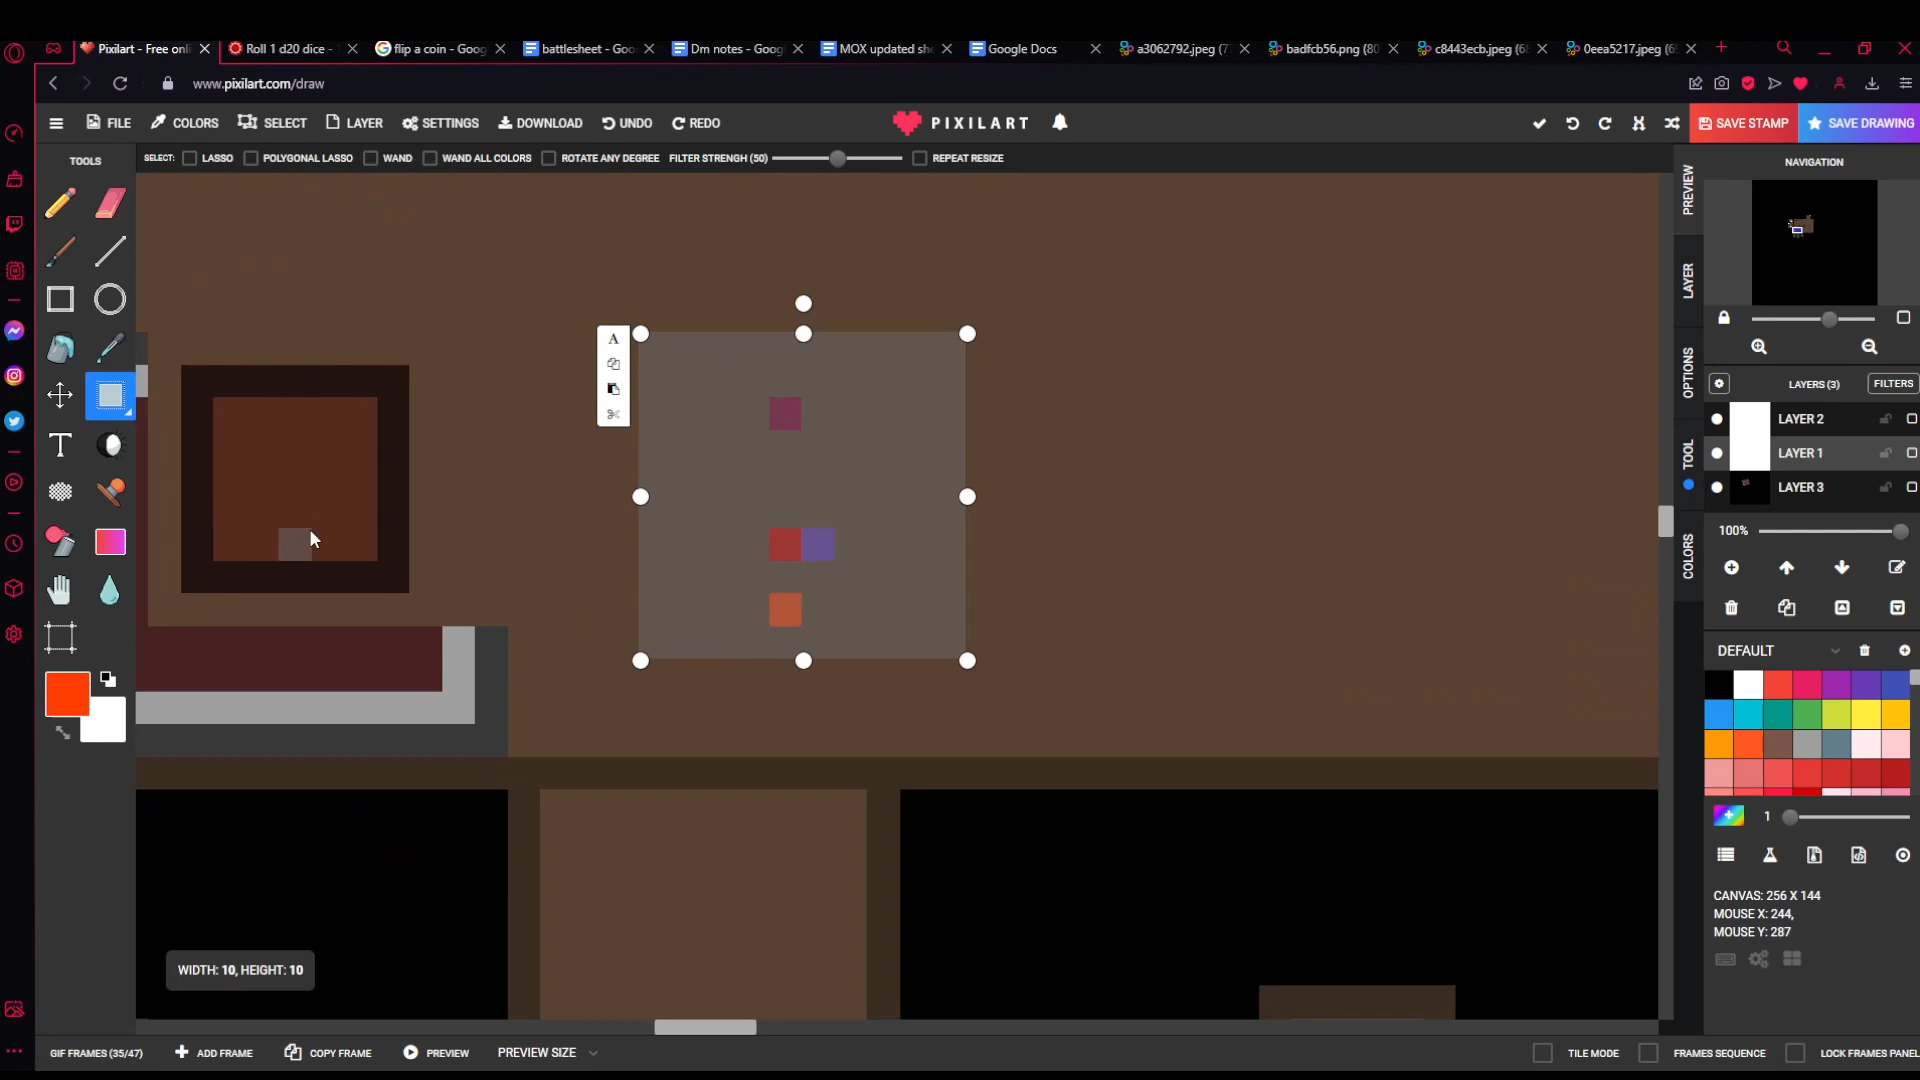 Pixilart - Free onli
Roll 1 d20 dice -
flip a coin - Goog
battlesheet - Goo
Dm notes - Googl
MOX updated she
Google Docs
a3062792.jpeg (7
badfcb56.png (80
c8443ecb.jpeg (68
0eea5217.jpeg (69
www.pixilart.com/draw
FILE COLORS SELECT LAYER SETTINGS DOWNLOAD UNDO REDO PIXILART SAVE STAMP SAVE DRAWING
TOOLS
SELECT: LASSO POLYGONAL LASSO WAND WAND ALL COLORS ROTATE ANY DEGREE FILTER STRENGH (50) REPEAT RESIZE
NAVIGATION
PREVIEW
LAYER
OPTIONS
TOOL
COLORS
A
LAYERS (3) FILTERS
LAYER 2
LAYER 1
LAYER 3
100%
DEFAULT
1
CANVAS: 256 X 144
MOUSE X: 244,
MOUSE Y: 287
T
WIDTH: 10, HEIGHT: 10
GIF FRAMES (35/47) ADD FRAME COPY FRAME PREVIEW PREVIEW SIZE TILE MODE FRAMES SEQUENCE LOCK FRAMES PANEL